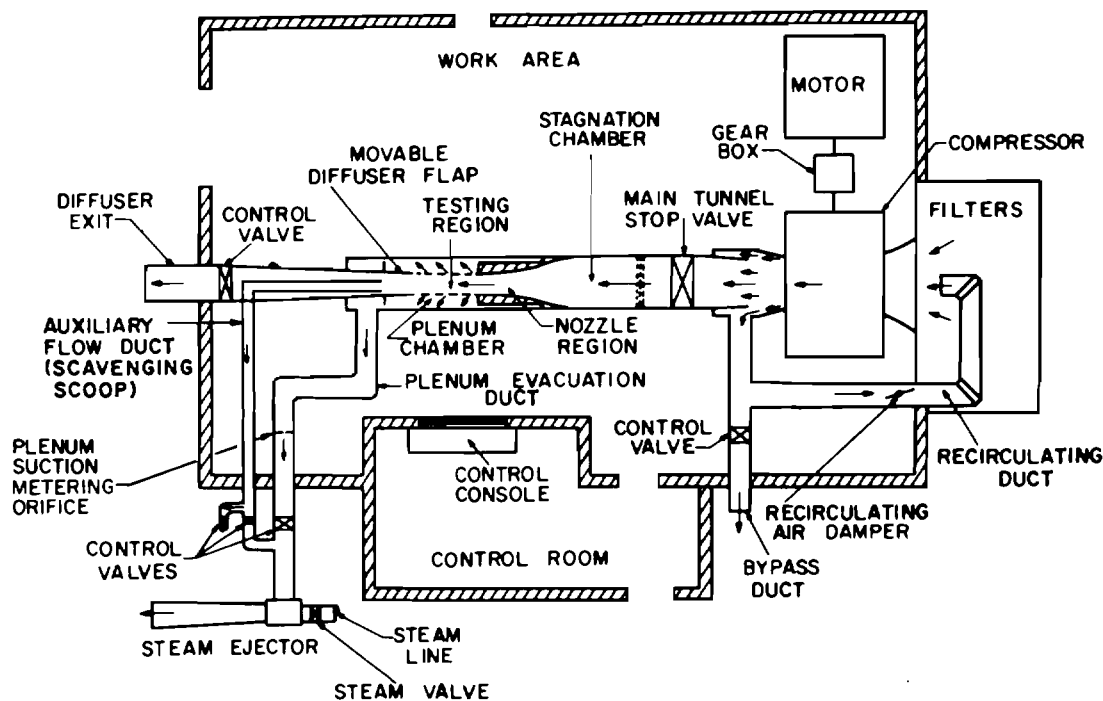 WORK AREA
MOTOR
STAGNATION
CHAMBER
GEAR
BOX
COMPRESSOR
MOVABLE
DIFFUSER FLAP
TESTING
REGION
MAIN TUNNEL
STOP VALVE
DIFFUSER
EXIT
CONTROL
VALVE
FILTERS
AUXILIARY
FLOW DUCT
(SCAVENGING
SCOOP)
PLENUM
CHAMBER
NOZZLE
REGION
PLENUM EVACUATION
DUCT
PLENUM
SUCTION
METERING
ORIFICE
CONTROL
CONSOLE
CONTROL
VALVE
RECIRCULATING
DUCT
RECIRCULATING
AIR DAMPER
CONTROL
VALVES
CONTROL ROOM
BYPASS
DUCT
STEAM EJECTOR
STEAM
LINE
STEAM VALVE